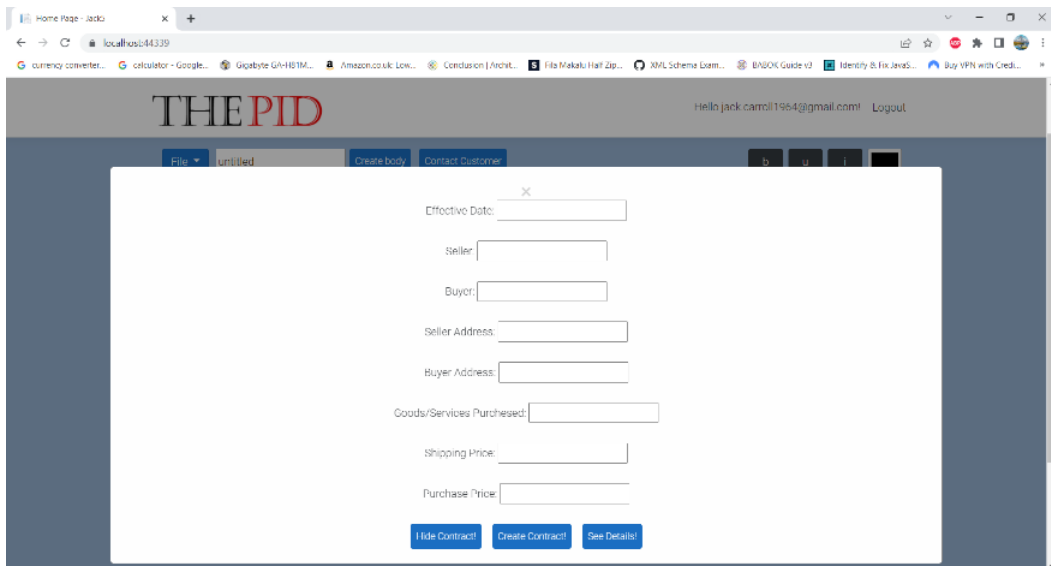 Home Page - Jack5
localhost:44339
currency converter... calculator - Google... Gigabyte GA-H81M... Amazon.co.uk: Low... Conclusion | Archit... Fila Makalu Half Zip... XML Schema Exam... BABOK Guide v3 Identify & Fix JavaS... Buy VPN with Credi... »
THEPID Hello jack.carroll1964@gmail.com! Logout
File untitled Create body Contact Customer b u i
×
Effective Date:
Seller:
Buyer:
Seller Address:
Buyer Address:
Goods/Services Purchesed:
Shipping Price:
Purchase Price:
Hide Contract! Create Contract! See Details!